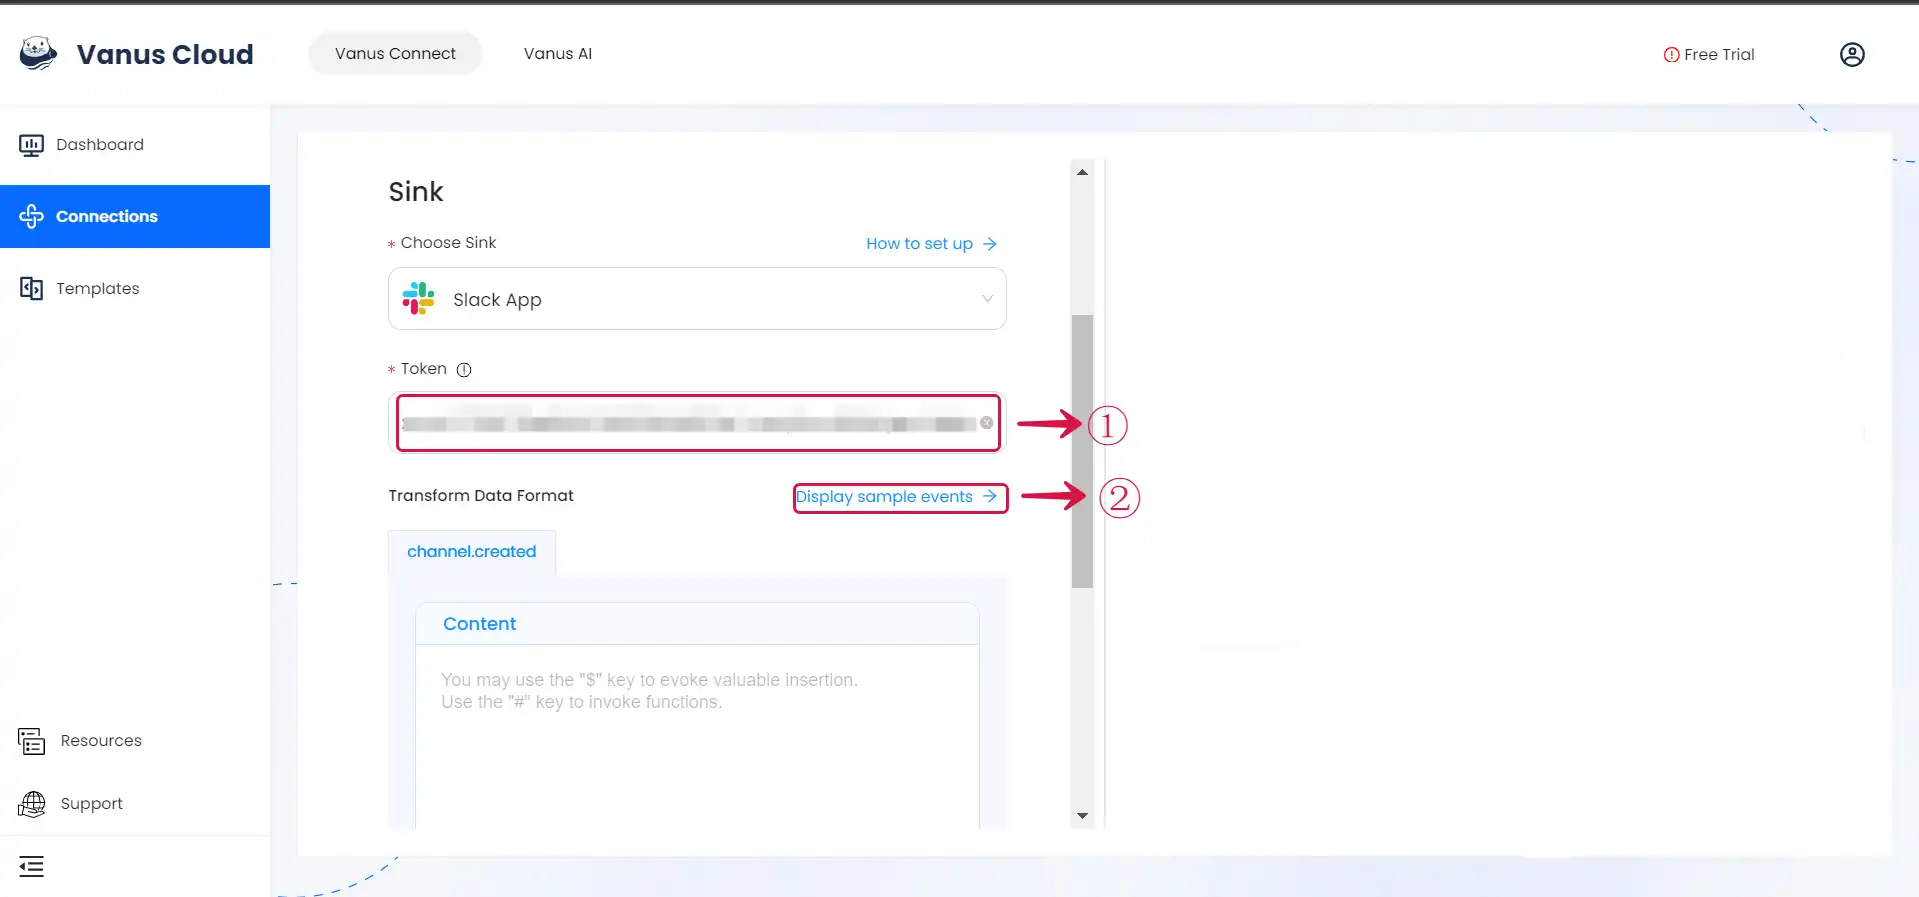 Vanus Cloud
Vanus Connect
Vanus AI
Free Trial
Dashboard
Connections
Templates
Resources
Support
Sink
* Choose Sink
How to set up →
Slack App
* Token
①
Transform Data Format
Display sample events →
②
channel.created
Content
You may use the "$" key to evoke valuable insertion.
Use the "#" key to invoke functions.